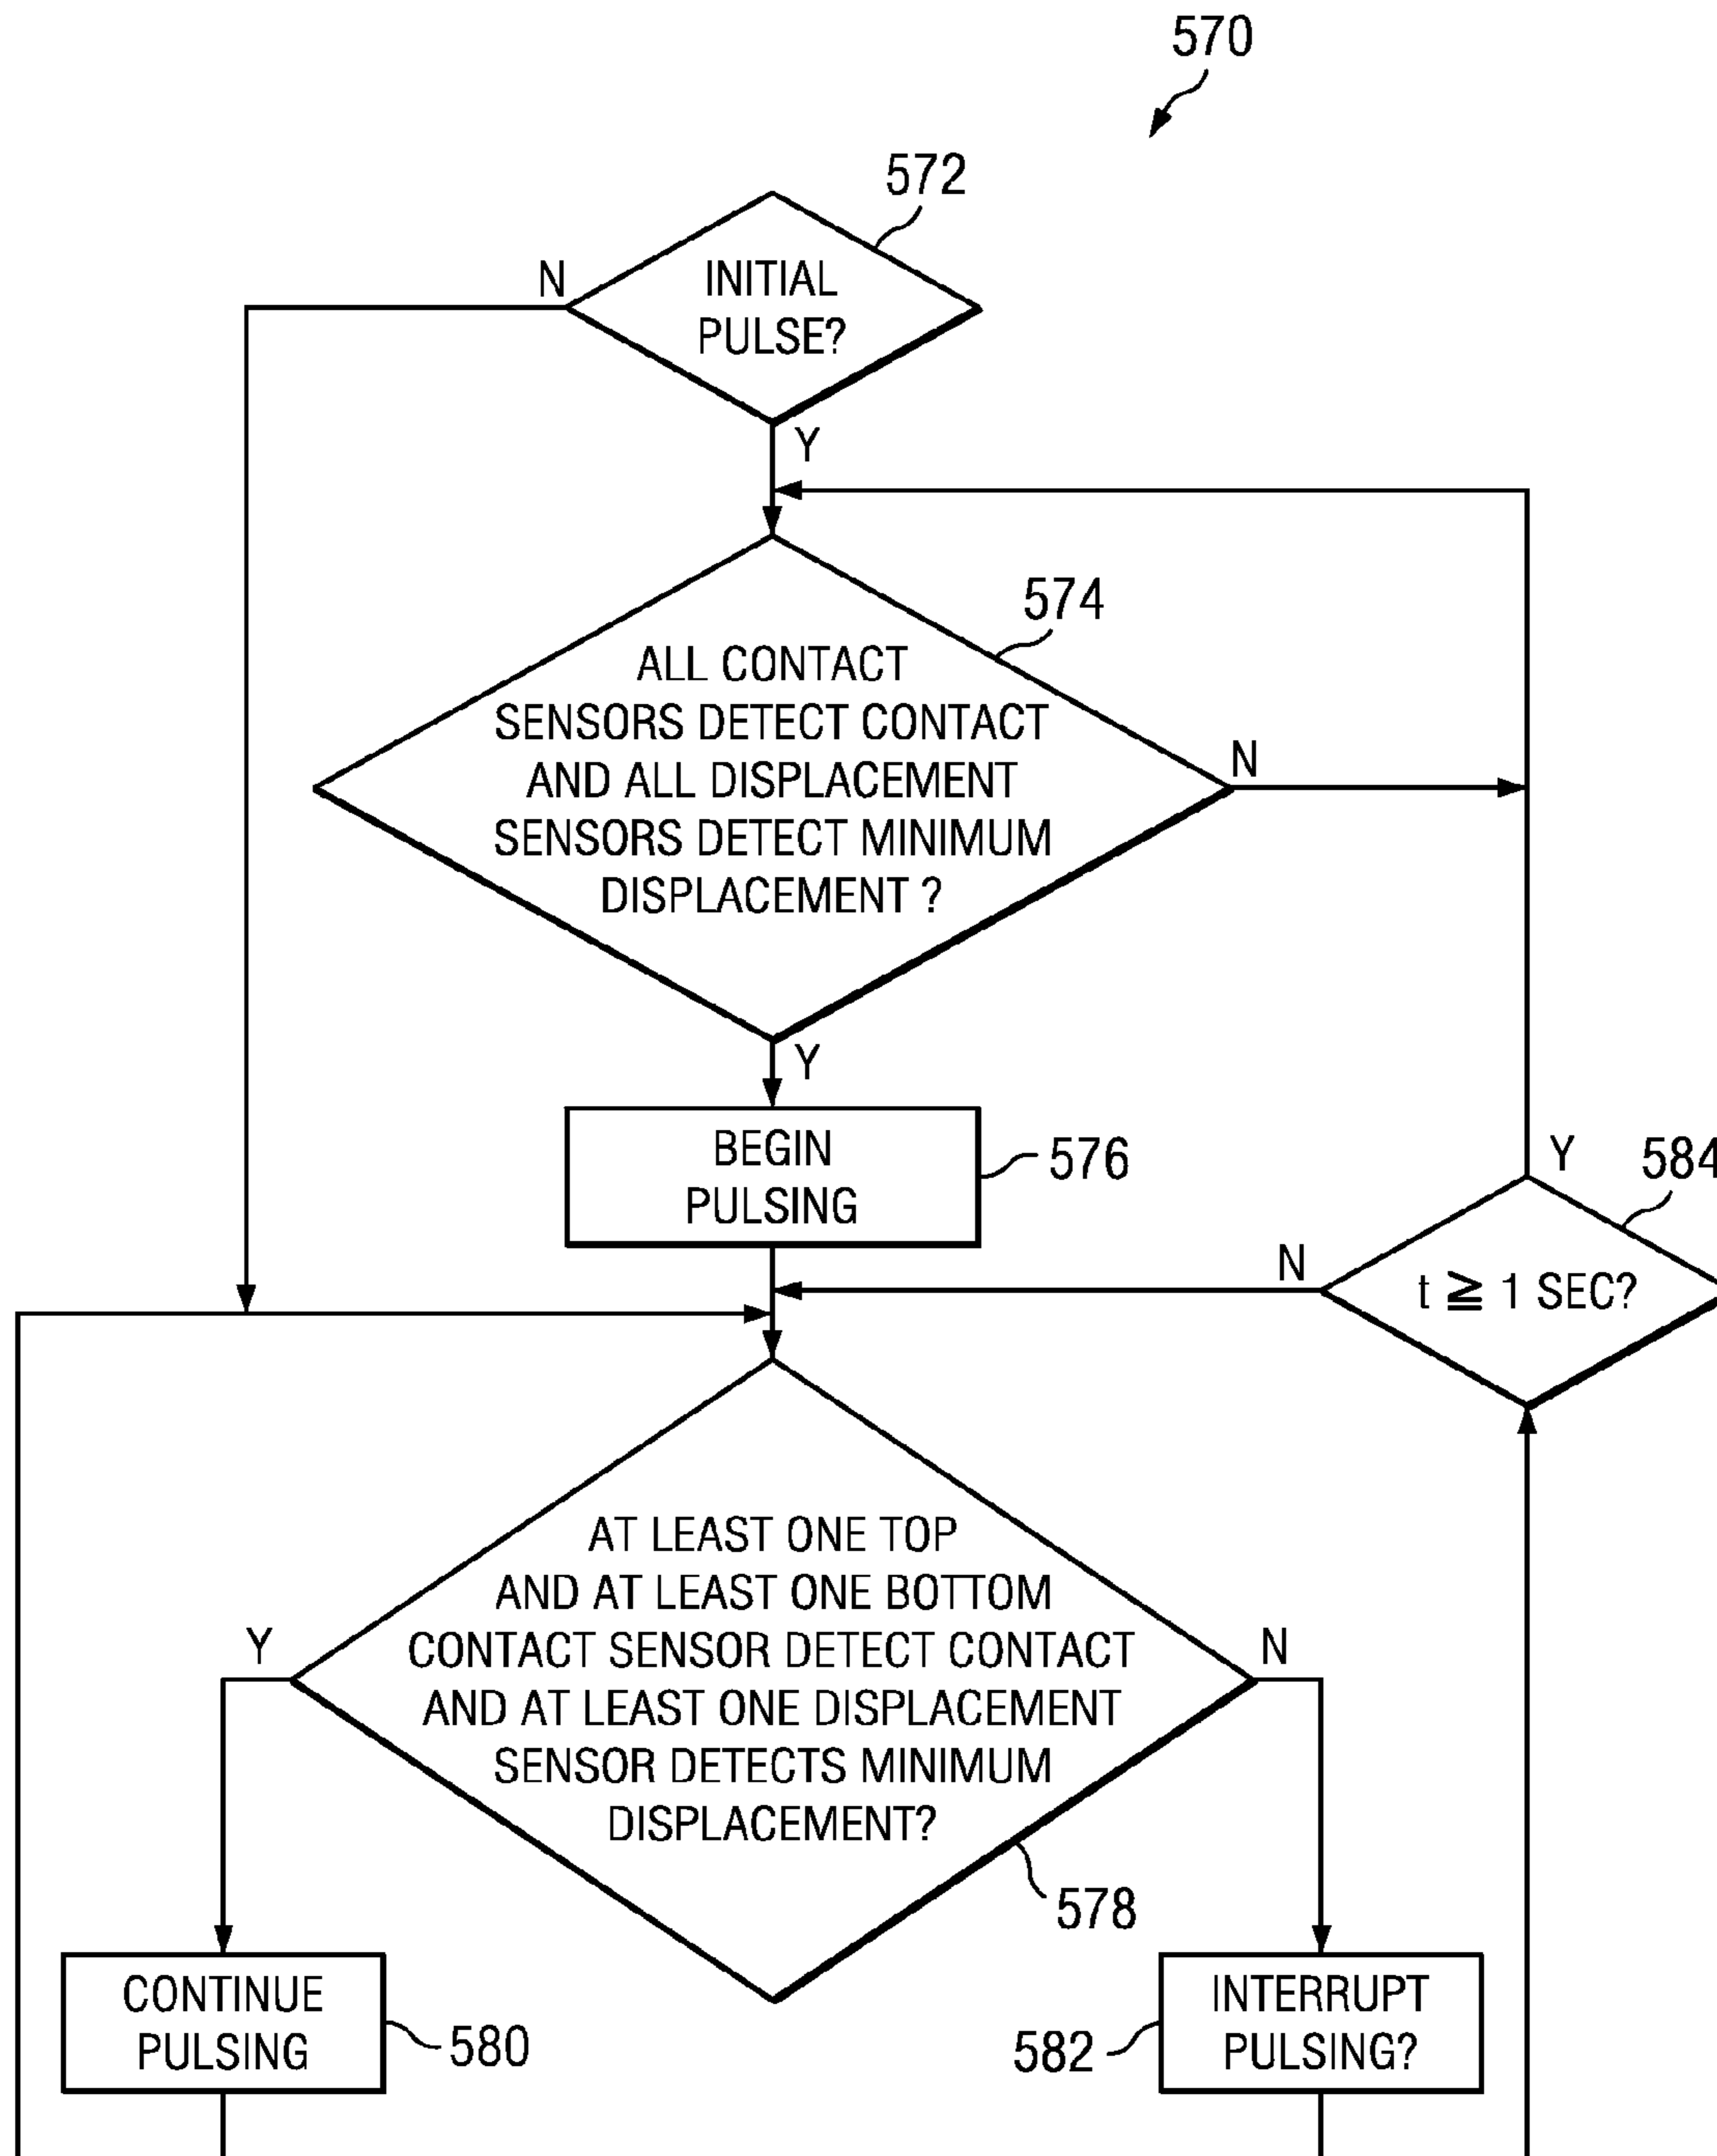 570
572
N
INITIAL
PULSE?
Y
574
ALL CONTACT
SENSORS DETECT CONTACT
AND ALL DISPLACEMENT
SENSORS DETECT MINIMUM
DISPLACEMENT ?
N
Y
BEGIN
PULSING
576
Y
584
N
t ≧ 1 SEC?
AT LEAST ONE TOP
AND AT LEAST ONE BOTTOM
CONTACT SENSOR DETECT CONTACT
AND AT LEAST ONE DISPLACEMENT
SENSOR DETECTS MINIMUM
DISPLACEMENT?
Y
N
578
CONTINUE
PULSING
580
582
INTERRUPT
PULSING?